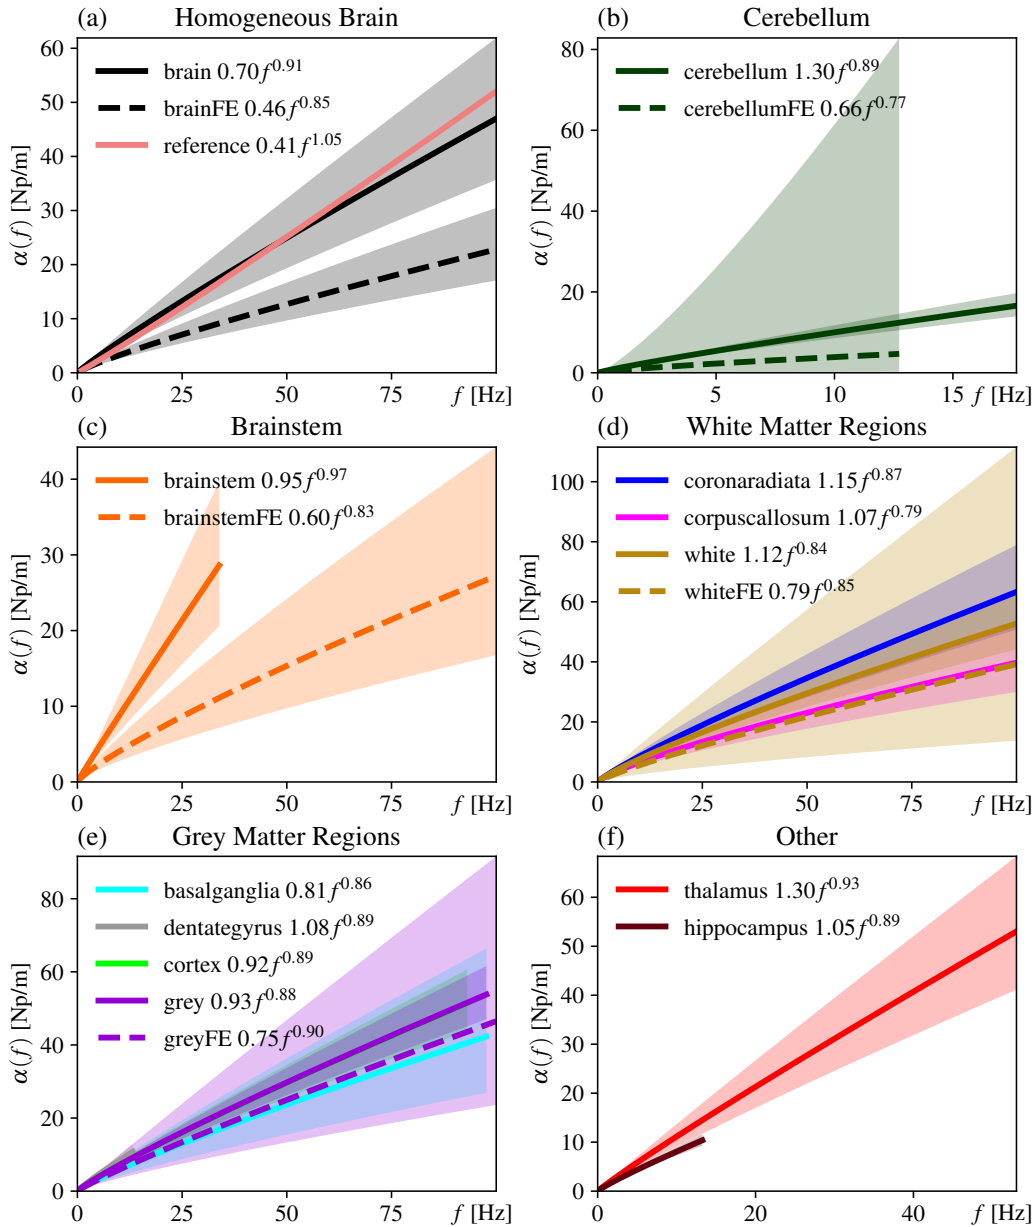 (a) Homogeneous Brain
brain 0.70f^0.91
brainFE 0.46f^0.85
reference 0.41f^1.05
α(f) [Np/m]
60
50
40
30
20
10
0
0 25 50 75 f [Hz]
(b) Cerebellum
cerebellum 1.30f^0.89
cerebellumFE 0.66f^0.77
α(f) [Np/m]
80
60
40
20
0
0 5 10 15 f [Hz]
(c) Brainstem
brainstem 0.95f^0.97
brainstemFE 0.60f^0.83
α(f) [Np/m]
40
30
20
10
0
0 25 50 75 f [Hz]
(d) White Matter Regions
coronaradiata 1.15f^0.87
corpuscallosum 1.07f^0.79
white 1.12f^0.84
whiteFE 0.79f^0.85
α(f) [Np/m]
100
80
60
40
20
0
0 25 50 75 f [Hz]
(e) Grey Matter Regions
basalganglia 0.81f^0.86
dentategyrus 1.08f^0.89
cortex 0.92f^0.89
grey 0.93f^0.88
greyFE 0.75f^0.90
α(f) [Np/m]
80
60
40
20
0
0 25 50 75 f [Hz]
(f) Other
thalamus 1.30f^0.93
hippocampus 1.05f^0.89
α(f) [Np/m]
60
50
40
30
20
10
0
0 20 40 f [Hz]